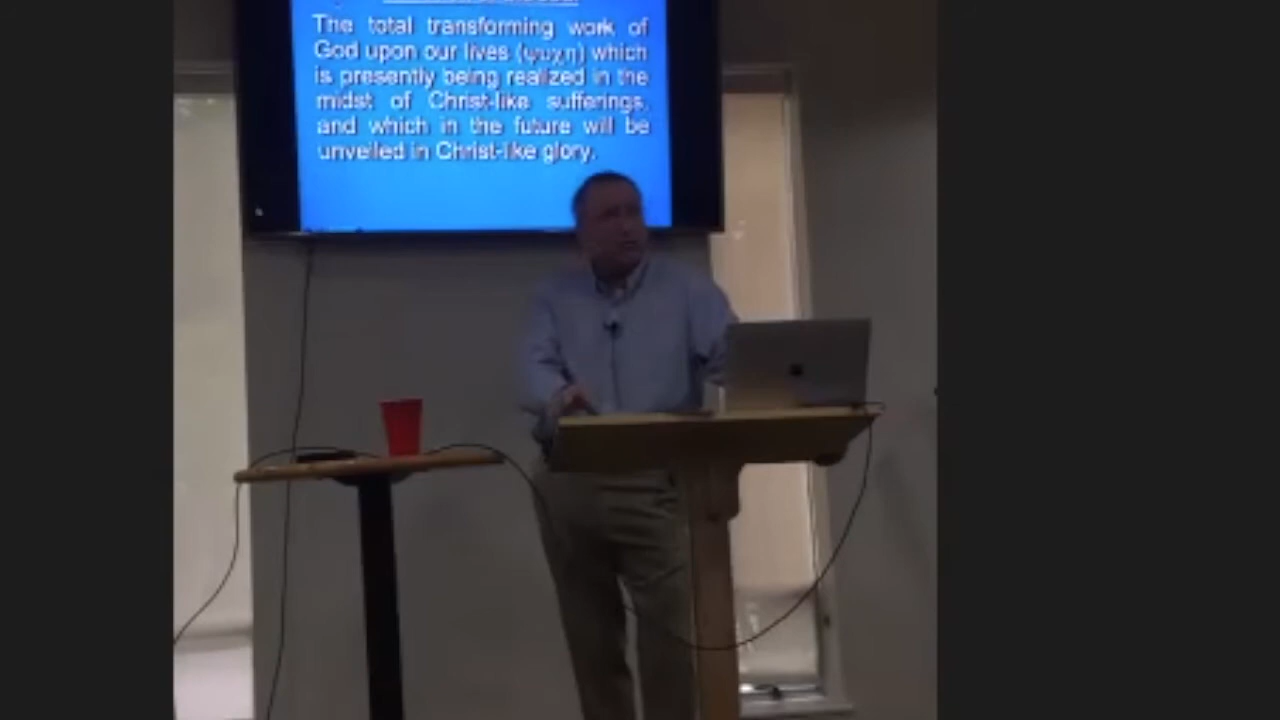 The total transforming work of
God upon our lives (ψυχη) which
is presently being realized in the
midst of Christ-like sufferings,
and which in the future will be
unveiled in Christ-like glory.